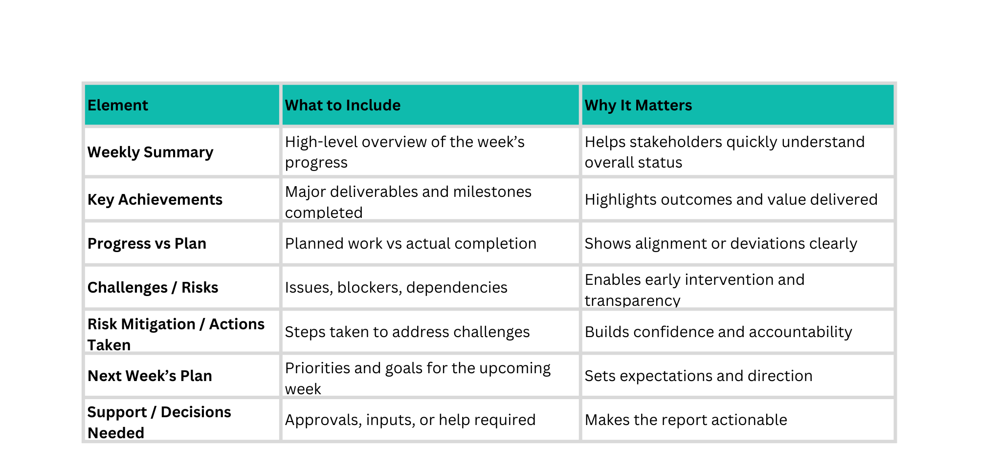 Element
What to Include
Why It Matters
Weekly Summary
High-level overview of the week’s
progress
Helps stakeholders quickly understand
overall status
Key Achievements
Major deliverables and milestones
completed
Highlights outcomes and value delivered
Progress vs Plan
Planned work vs actual completion
Shows alignment or deviations clearly
Challenges / Risks
Issues, blockers, dependencies
Enables early intervention and
transparency
Risk Mitigation / Actions
Taken
Steps taken to address challenges
Builds confidence and accountability
Next Week’s Plan
Priorities and goals for the upcoming
week
Sets expectations and direction
Support / Decisions
Needed
Approvals, inputs, or help required
Makes the report actionable